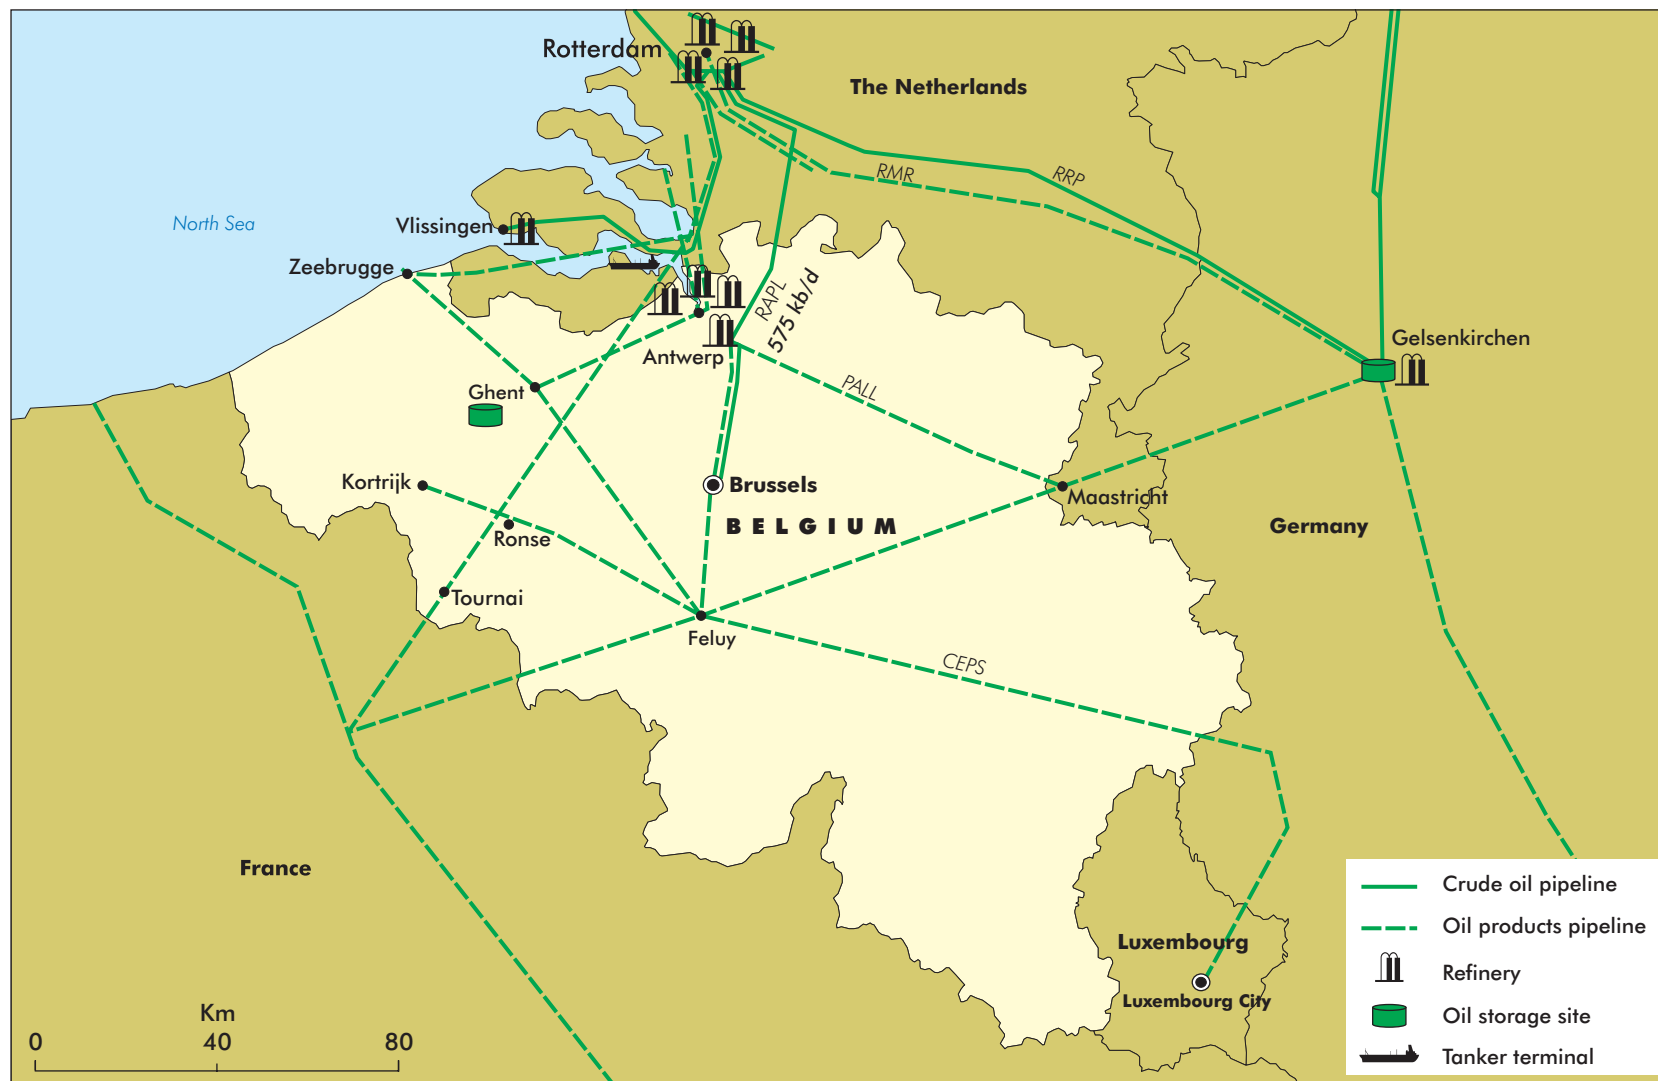 Rotterdam
The Netherlands
RMR
RRP
North Sea
Vlissingen
Zeebrugge
RAPL
575 kb/d
Gelsenkirchen
Antwerp
PALL
Ghent
Kortrijk
Brussels
Maastricht
BELGIUM
Germany
Ronse
Tournai
Feluy
CEPS
France
Luxembourg
Luxembourg City
Km
0 40 80
Crude oil pipeline
Oil products pipeline
Refinery
Oil storage site
Tanker terminal